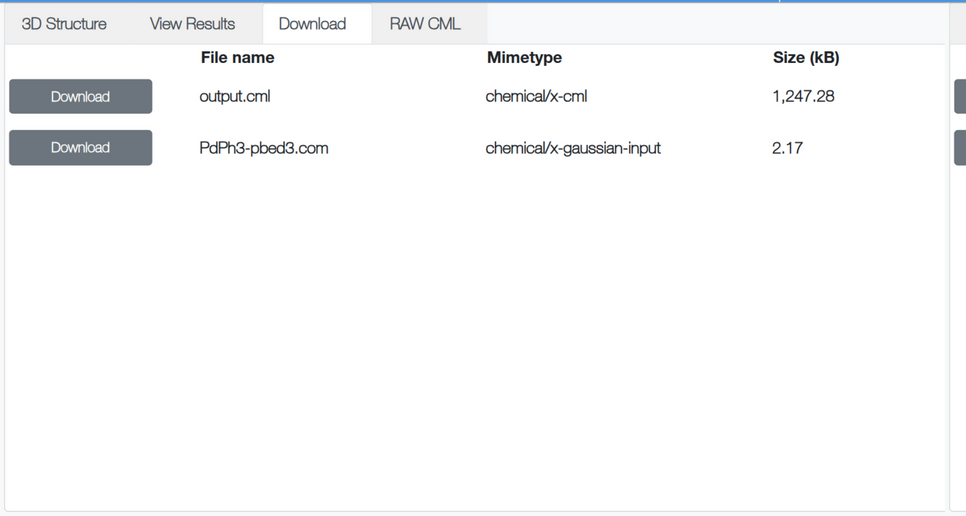 3D Structure View Results Download RAW CML
File name Mimetype Size (kB)
Download output.cml chemical/x-cml 1,247.28
Download PdPh3-pbed3.com chemical/x-gaussian-input 2.17